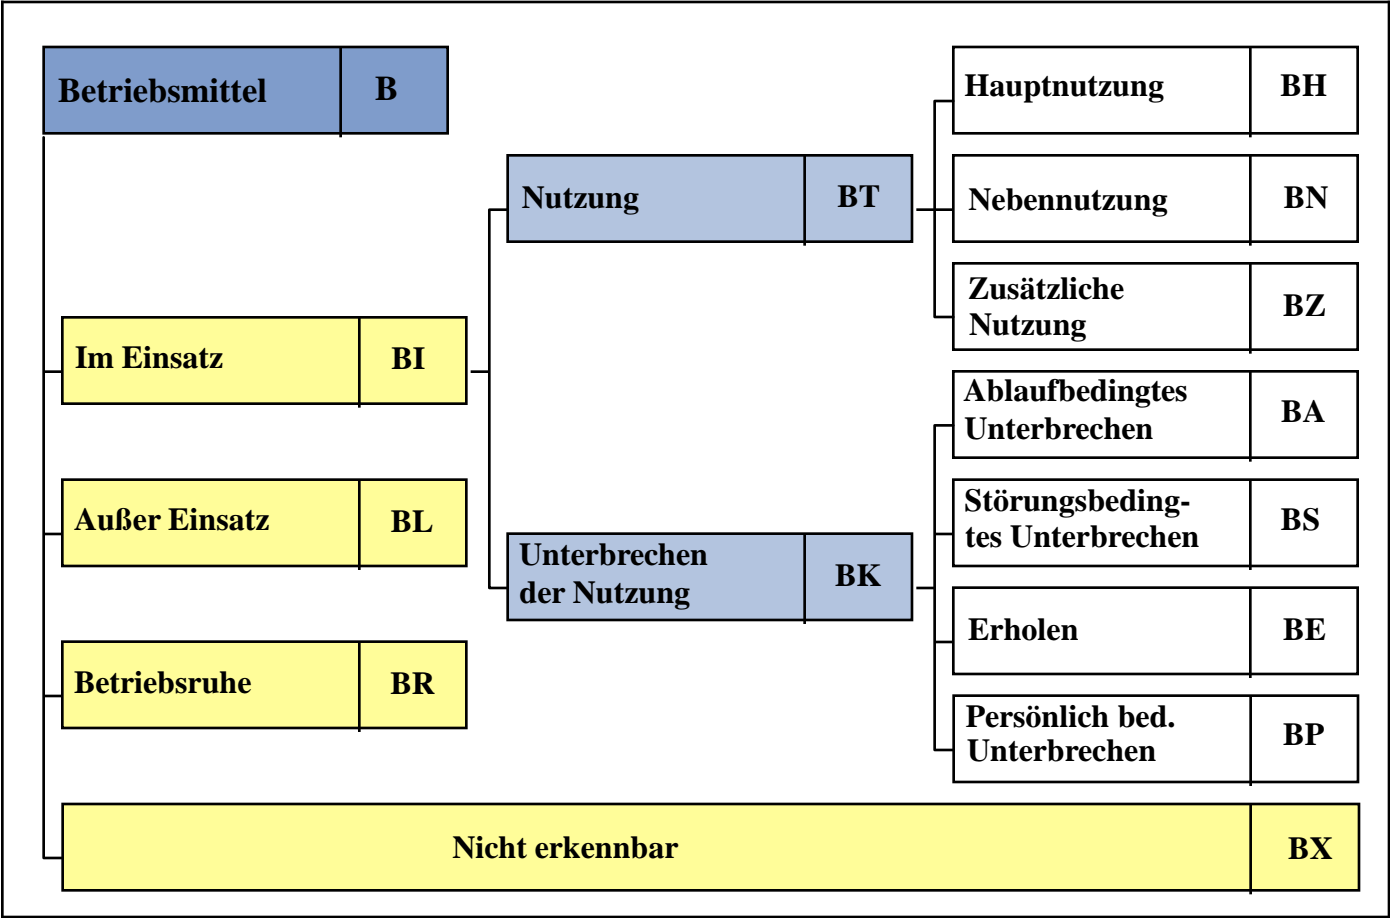 Betriebsmittel B
Hauptnutzung BH
Nutzung BT
Nebennutzung BN
Zusätzliche
Nutzung
BZ
Im Einsatz BI
Ablaufbedingtes
Unterbrechen
BA
Außer Einsatz BL
Störungsbeding-
tes Unterbrechen
BS
Unterbrechen
der Nutzung
BK
Erholen BE
Betriebsruhe BR
Persönlich bed.
Unterbrechen
BP
Nicht erkennbar BX